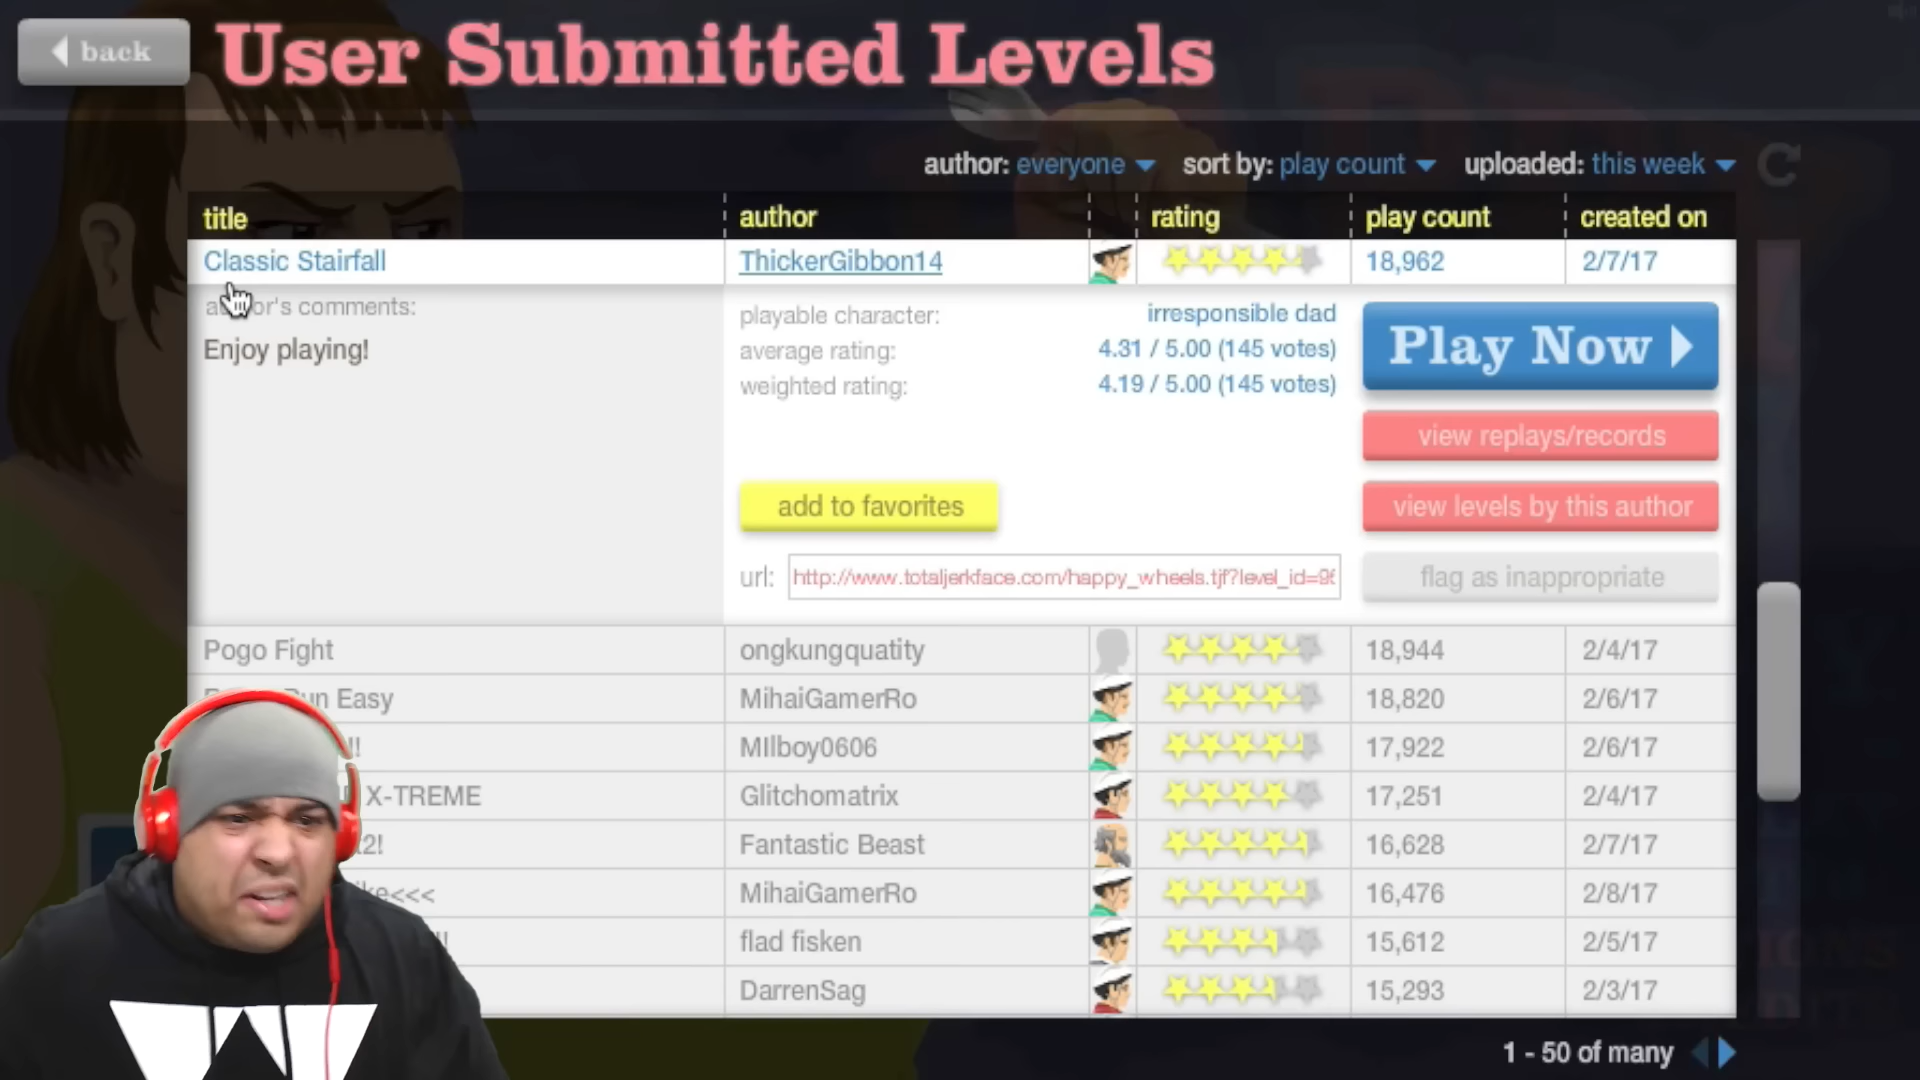 back
User Submitted Levels
author: everyone sort by: play count uploaded: this week
title author rating play count created on
Classic Stairfall ThickerGibbon14 18,962 2/7/17
author's comments:
Enjoy playing!
playable character: irresponsible dad
average rating: 4.31 / 5.00 (145 votes)
weighted rating: 4.19 / 5.00 (145 votes)
Play Now
view replays/records
add to favorites
view levels by this author
url: http://www.totaljerkface.com/happy_wheels.tjf?level_id=9
flag as inappropriate
Pogo Fight ongkungquatity 18,944 2/4/17
Easy MihaiGamerRo 18,820 2/6/17
!! MIlboy0606 17,922 2/6/17
X-TREME Glitchomatrix 17,251 2/4/17
2! Fantastic Beast 16,628 2/7/17
ike<<< MihaiGamerRo 16,476 2/8/17
flad fisken 15,612 2/5/17
DarrenSag 15,293 2/3/17
1 - 50 of many